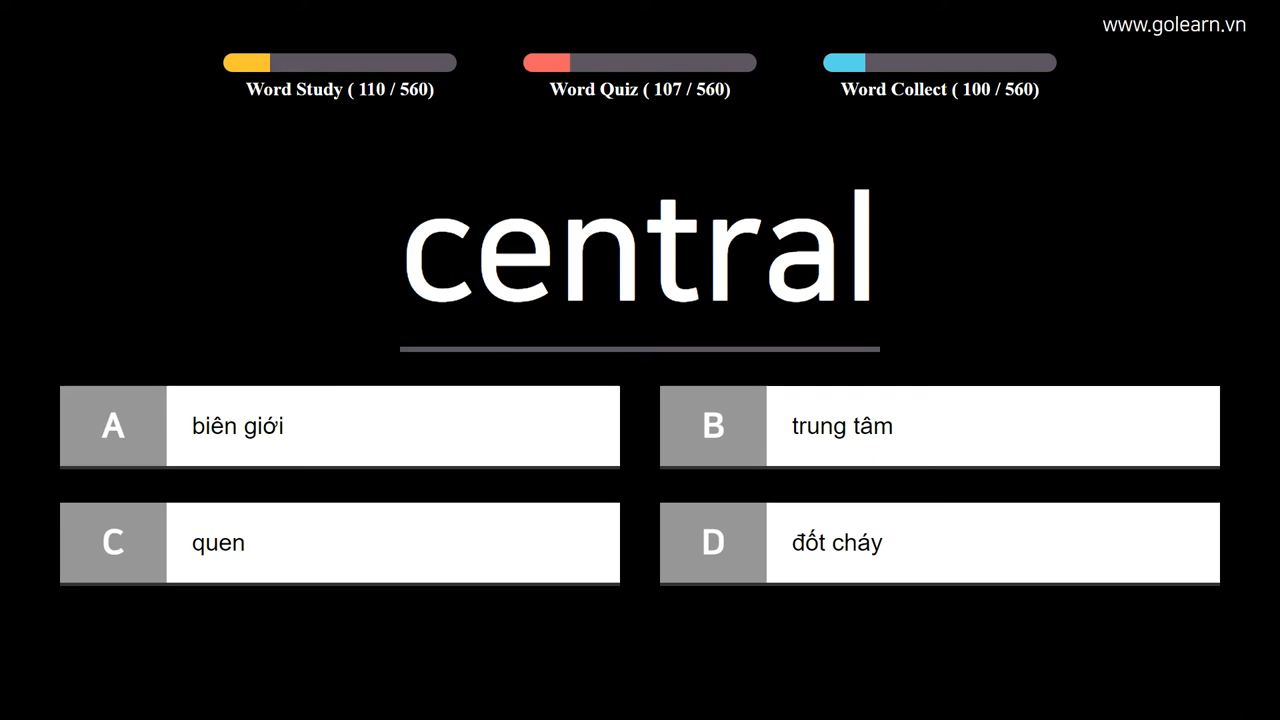 www.golearn.vn
Word Study ( 110 / 560)
Word Quiz ( 107 / 560)
Word Collect ( 100 / 560)
central
A biên giới
B trung tâm
C quen
D đốt cháy